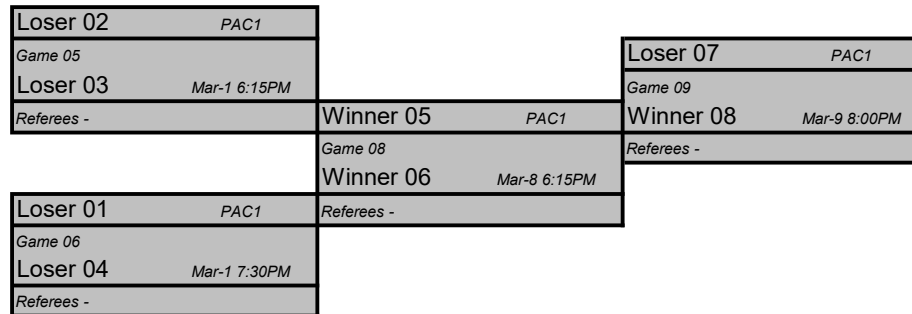 Loser 02 PAC1
Game 05
Loser 03 Mar-1 6:15PM
Referees -
Loser 01 PAC1
Game 06
Loser 04 Mar-1 7:30PM
Referees -
Winner 05 PAC1
Game 08
Winner 06 Mar-8 6:15PM
Referees -
Loser 07 PAC1
Game 09
Winner 08 Mar-9 8:00PM
Referees -